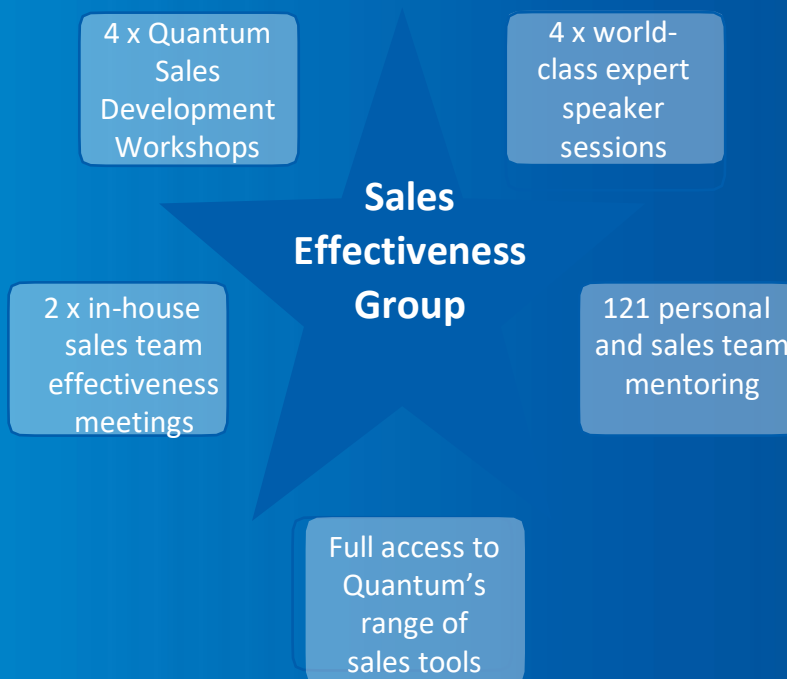 4 x Quantum
Sales
Development
Workshops
4 x world-
class expert
speaker
sessions
Sales
Effectiveness
Group
2 x in-house
sales team
effectiveness
meetings
121 personal
and sales team
mentoring
Full access to
Quantum’s
range of
sales tools